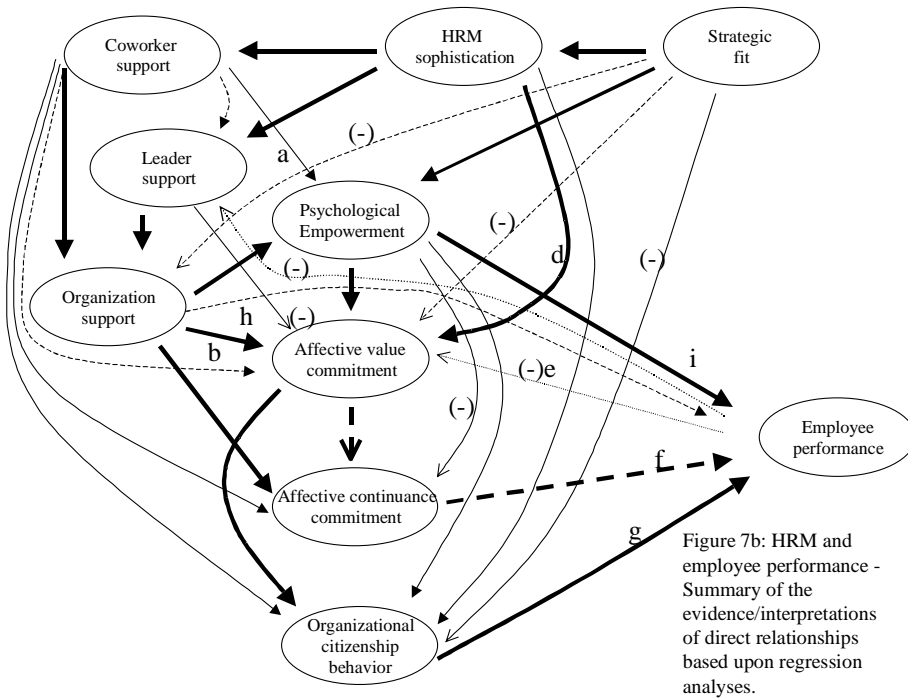 Coworker
support
HRM
sophistication
Strategic
fit
(-)
a
Leader
support
Psychological
Empowerment
(-)
(-)
d
(-)
Organization
support
h
(-)
b
Affective value
commitment
(-)e
i
(-)
Employee
performance
f
Affective continuance
commitment
g
Organizational
citizenship
behavior
Figure 7b: HRM and
employee performance -
Summary of the
evidence/interpretations
of direct relationships
based upon regression
analyses.